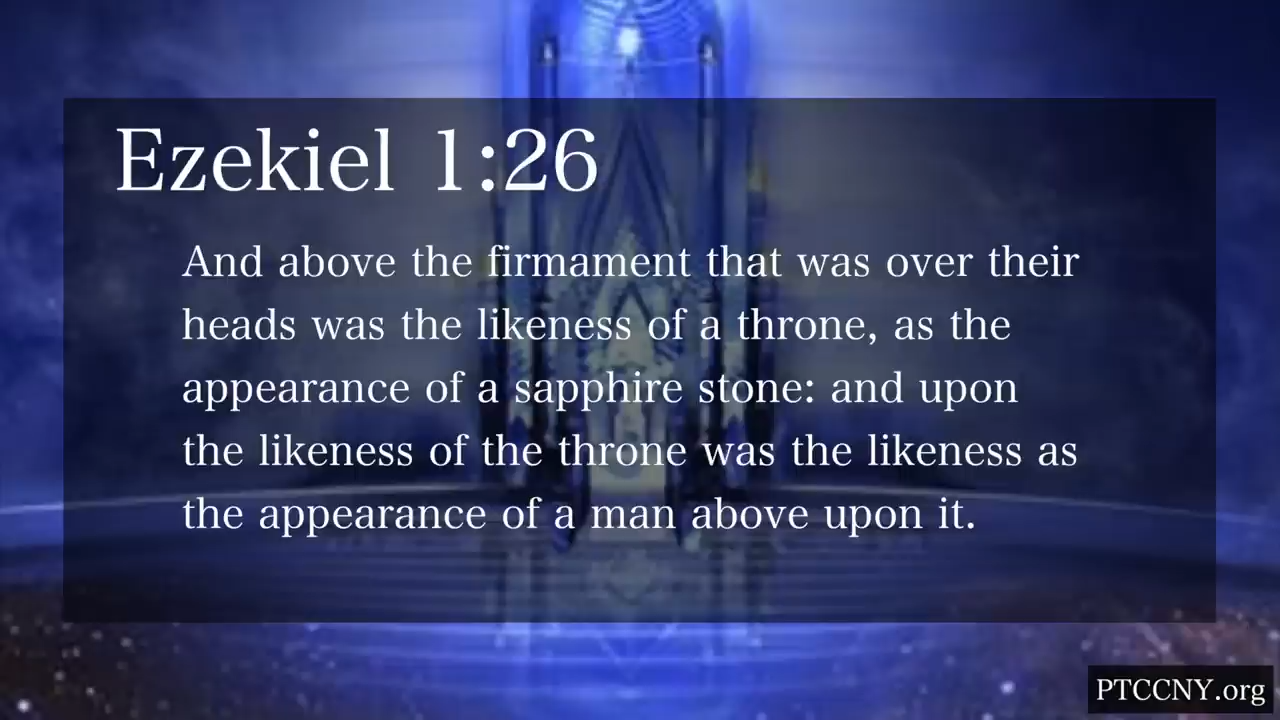 Ezekiel 1:26
And above the firmament that was over their
heads was the likeness of a throne, as the
appearance of a sapphire stone: and upon
the likeness of the throne was the likeness as
the appearance of a man above upon it.
PTCCNY.org